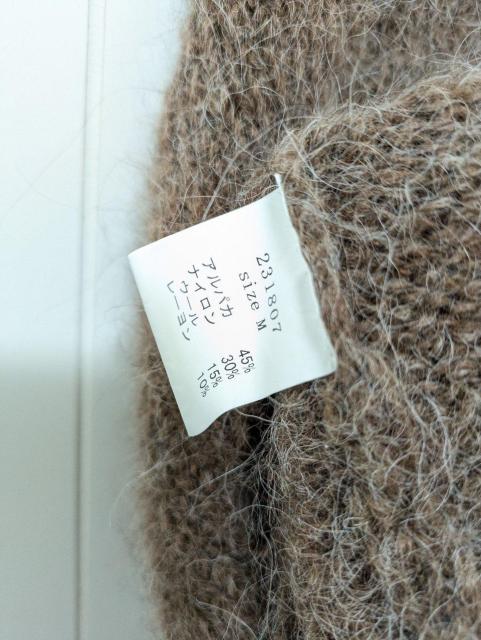 231807
size M
アルパカ 45%
ナイロン 30%
ウール 15%
レーヨン 10%